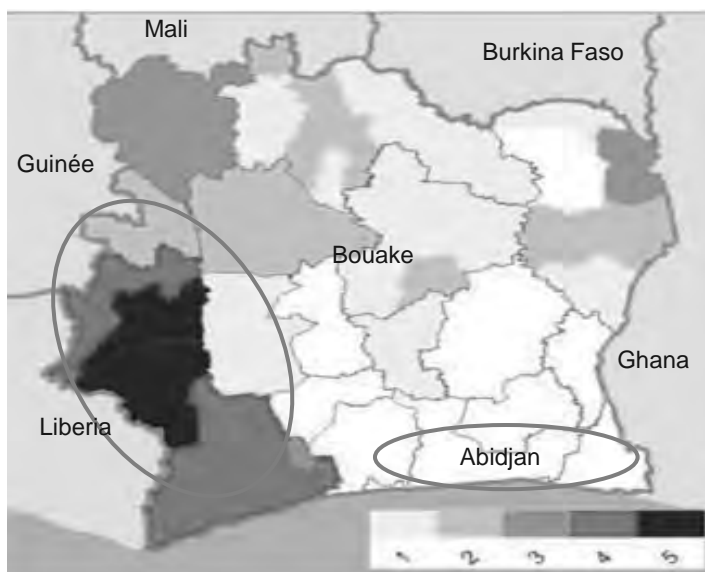 Mali
Burkina Faso
Guinée
Bouake
Ghana
Liberia
Abidjan
1 2 3 4 5